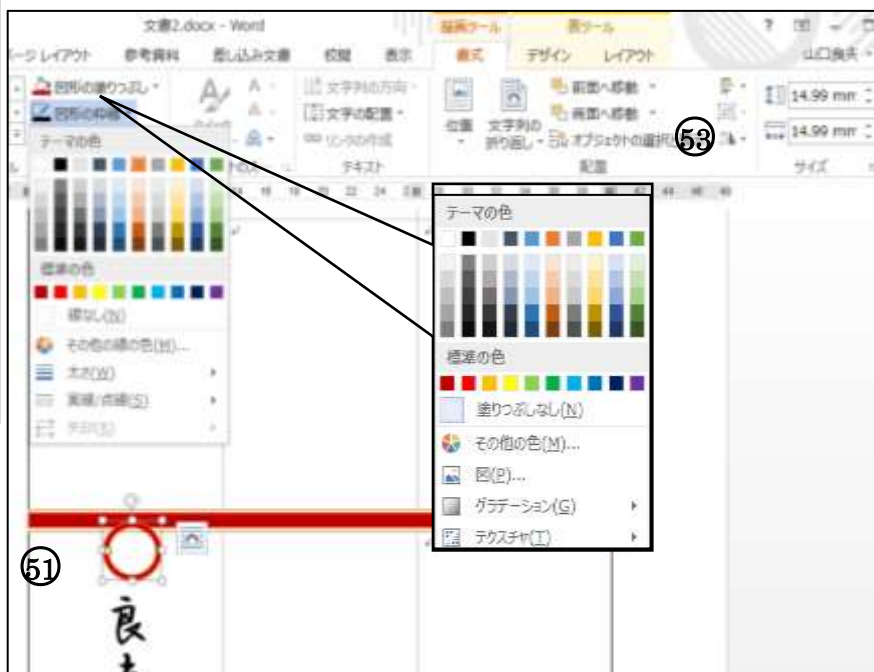 文書2.docx - Word
描画ツール
表ツール
ページ レイアウト 参考資料 差し込み文書 校閲 表示 書式 デザイン レイアウト 山口良夫
図形の塗りつぶし
図形の枠線
文字列の方向
文字の配置
リンクの作成
テキスト
位置
文字列の
折り返し
前面へ移動
背面へ移動
オブジェクトの選択
配置
14.99 mm
14.99 mm
サイズ
53
テーマの色
標準の色
線なし(N)
その他の線の色(M)...
太さ(W)
実線/点線(S)
矢印(R)
テーマの色
標準の色
塗りつぶしなし(N)
その他の色(M)...
図(P)...
グラデーション(G)
テクスチャ(T)
51
良